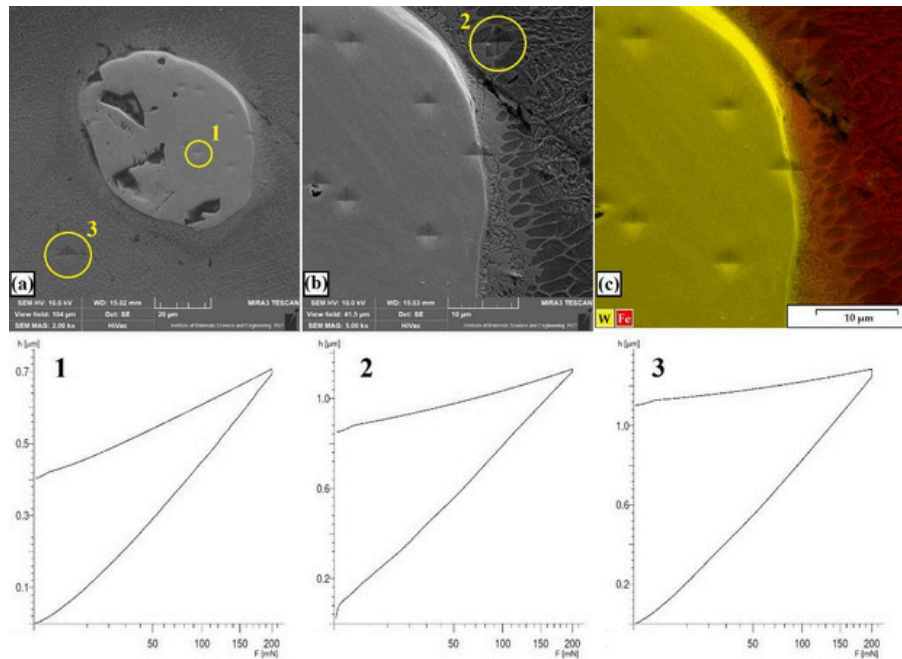 1
3
(a)
SEM HV: 10.0 kV WD: 15.02 mm MIRA3 TESCAN
View field: 104 µm Det: SE 20 µm
SEM MAG: 2.00 kx HiVac
2
(b)
SEM HV: 10.0 kV WD: 15.03 mm MIRA3 TESCAN
View field: 41.5 µm Det: SE 10 µm
SEM MAG: 5.00 kx HiVac
(c)
W Fe
10 µm
h [µm]
1
0.7
0.5
0.3
0.1
50 100 150 200
F [mN]
h [µm]
2
1.0
0.6
0.2
50 100 150 200
F [mN]
h [µm]
3
1.0
0.6
0.2
50 100 150 200
F [mN]